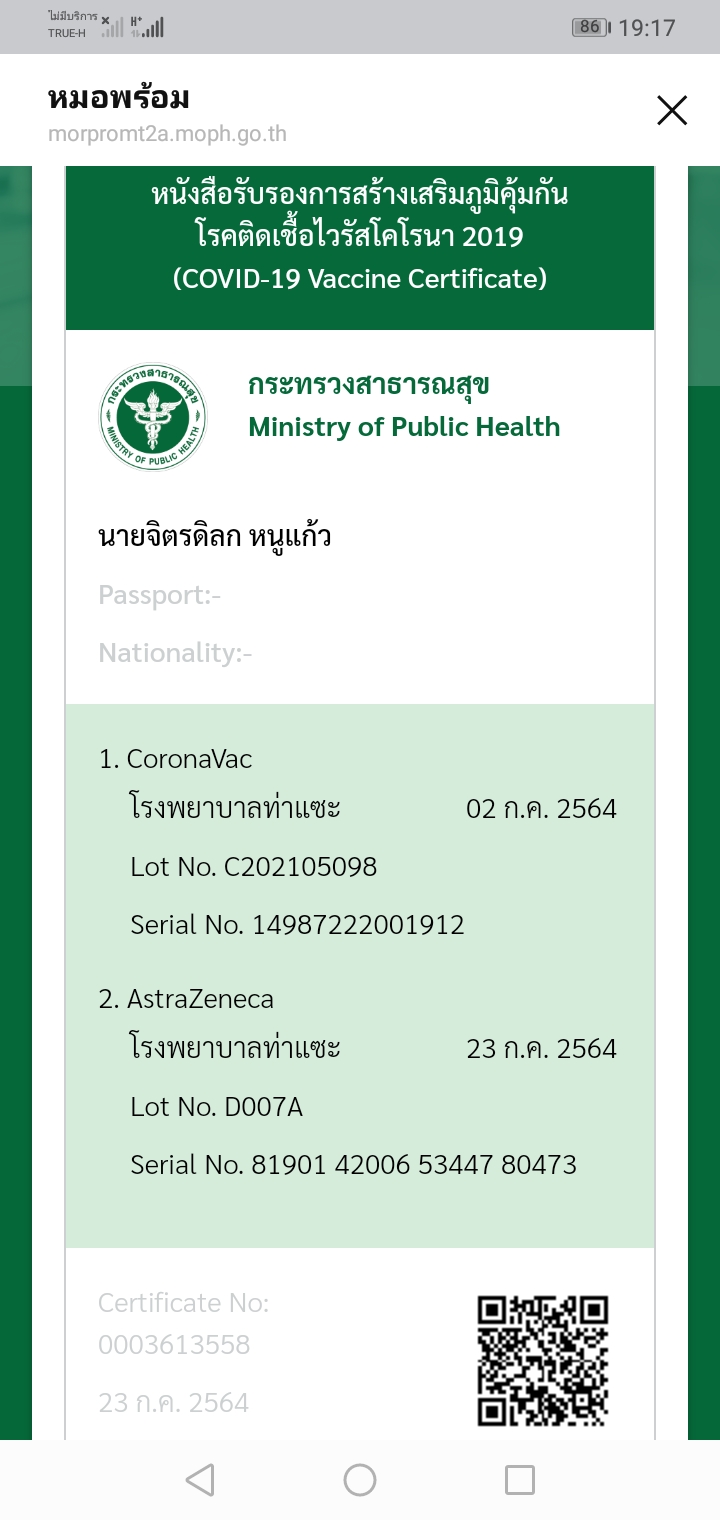 ไม่มีบริการ
TRUE-H
H+
86
19:17
หมอพร้อม
morpromt2a.moph.go.th
หนังสือรับรองการสร้างเสริมภูมิคุ้มกัน
โรคติดเชื้อไวรัสโคโรนา 2019
(COVID-19 Vaccine Certificate)
กระทรวงสาธารณสุข
MINISTRY OF PUBLIC HEALTH
กระทรวงสาธารณสุข
Ministry of Public Health
นายจิตรดิลก หนูแก้ว
Passport:-
Nationality:-
1. CoronaVac
โรงพยาบาลท่าแซะ 02 ก.ค. 2564
Lot No. C202105098
Serial No. 14987222001912
2. AstraZeneca
โรงพยาบาลท่าแซะ 23 ก.ค. 2564
Lot No. D007A
Serial No. 81901 42006 53447 80473
Certificate No:
0003613558
23 ก.ค. 2564